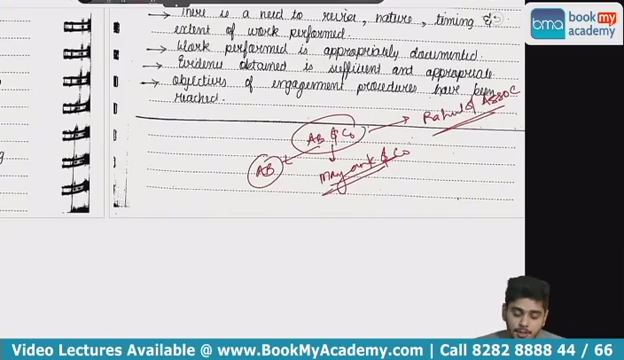 → There is a need to revise, nature, timing &
extent of work performed.
→ Work performed is appropriately documented.
→ Evidence obtained is sufficient and appropriate
→ objectives of engagement procedures have been
reached.
AB & Co
Rahul & Assoc
AB
Mayank & Co
bma
book my
academy
Video Lectures Available @ www.BookMyAcademy.com | Call 8282 8888 44 / 66